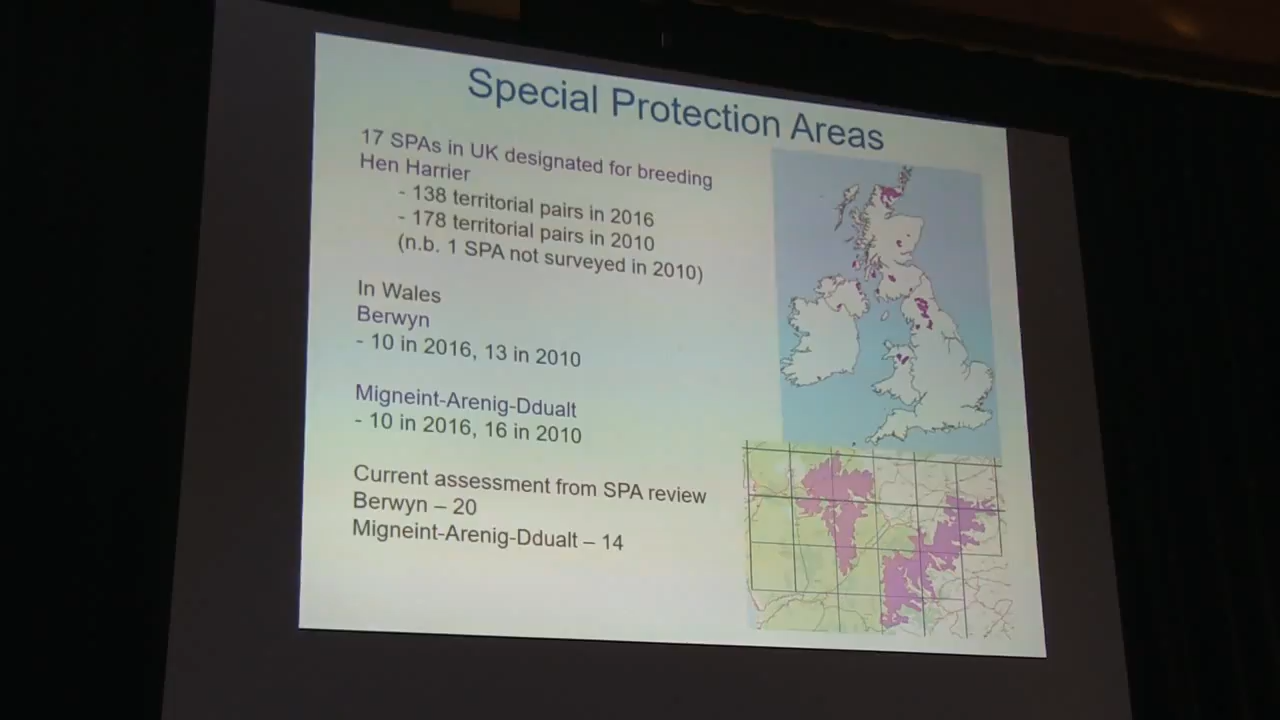 Special Protection Areas
17 SPAs in UK designated for breeding
Hen Harrier
- 138 territorial pairs in 2016
- 178 territorial pairs in 2010
(n.b. 1 SPA not surveyed in 2010)
In Wales
Berwyn
- 10 in 2016, 13 in 2010
Migneint-Arenig-Ddualt
- 10 in 2016, 16 in 2010
Current assessment from SPA review
Berwyn – 20
Migneint-Arenig-Ddualt – 14